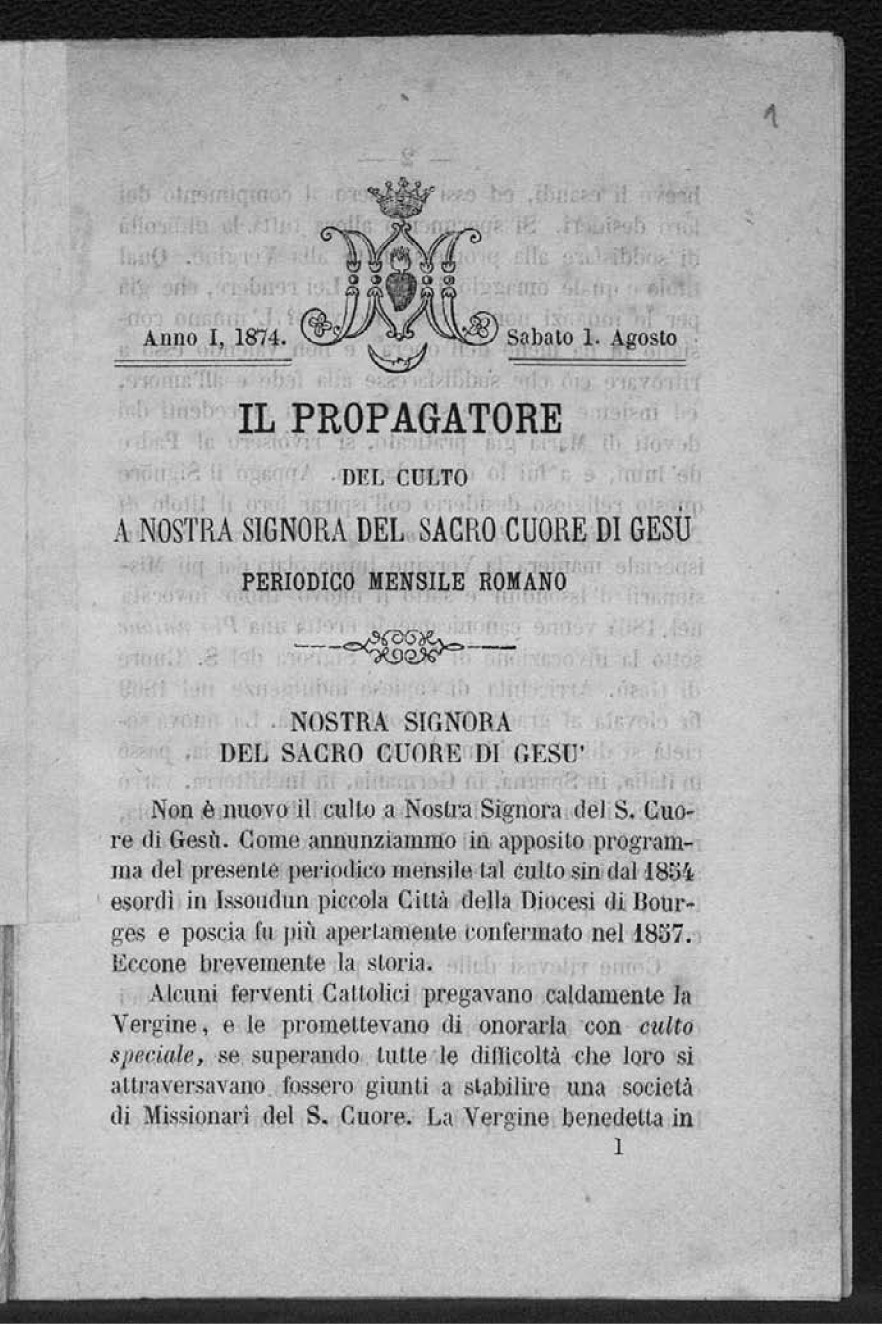 1
Anno I, 1874. Sabato 1. Agosto
IL PROPAGATORE
DEL CULTO
A NOSTRA SIGNORA DEL SACRO CUORE DI GESÙ
PERIODICO MENSILE ROMANO
NOSTRA SIGNORA
DEL SACRO CUORE DI GESU'
Non è nuovo il culto a Nostra Signora del S. Cuo-
re di Gesù. Come annunziammo in apposito program-
ma del presente periodico mensile tal culto sin dal 1854
esordì in Issoudun piccola Città della Diocesi di Bour-
ges e poscia fu più apertamente confermato nel 1857.
Eccone brevemente la storia.
Alcuni ferventi Cattolici pregavano caldamente la
Vergine, e le promettevano di onorarla con culto
speciale, se superando tutte le difficoltà che loro si
attraversavano fossero giunti a stabilire una società
di Missionari del S. Cuore. La Vergine benedetta in
1